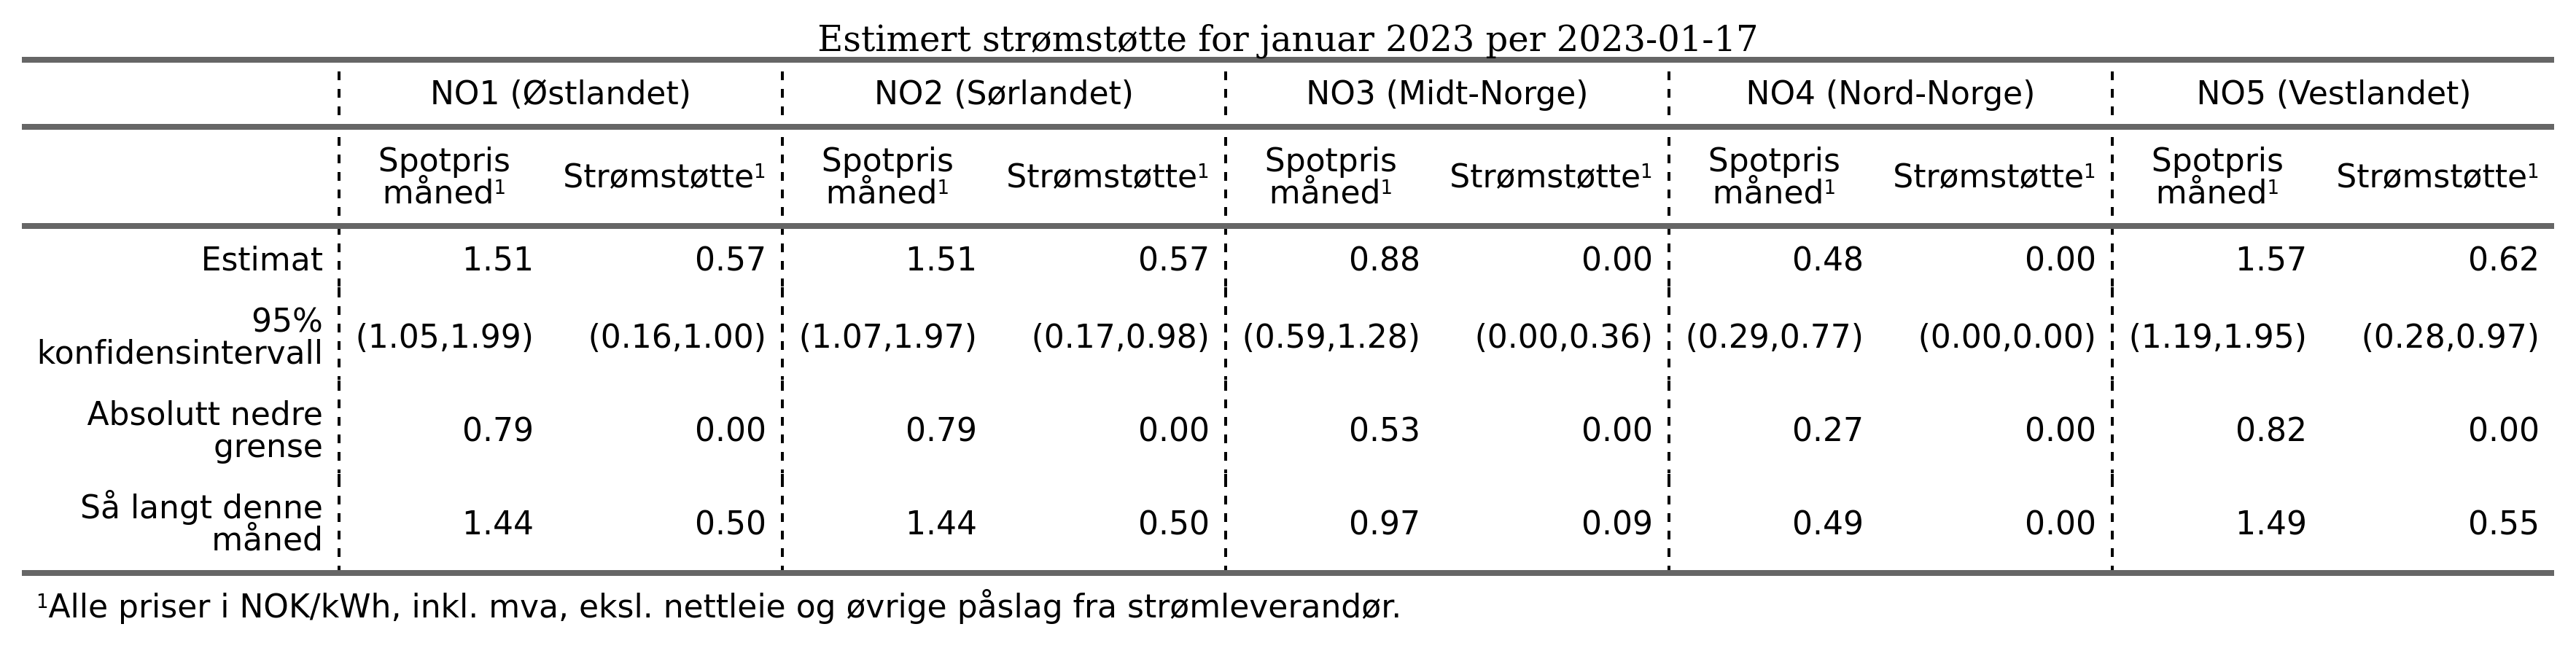 Estimert strømstøtte for januar 2023 per 2023-01-17
NO1 (Østlandet) NO2 (Sørlandet) NO3 (Midt-Norge) NO4 (Nord-Norge) NO5 (Vestlandet)
Spotpris Spotpris Spotpris Spotpris Spotpris
Strømstøtte¹ Strømstøtte¹ Strømstøtte¹ Strømstøtte¹ Strømstøtte¹
måned¹ måned¹ måned¹ måned¹ måned¹
Estimat 1.51 0.57 1.51 0.57 0.88 0.00 0.48 0.00 1.57 0.62
95%
konfidensintervall (1.05,1.99) (0.16,1.00) (1.07,1.97) (0.17,0.98) (0.59,1.28) (0.00,0.36) (0.29,0.77) (0.00,0.00) (1.19,1.95) (0.28,0.97)
Absolutt nedre
grense 0.79 0.00 0.79 0.00 0.53 0.00 0.27 0.00 0.82 0.00
Så langt denne
måned 1.44 0.50 1.44 0.50 0.97 0.09 0.49 0.00 1.49 0.55
¹Alle priser i NOK/kWh, inkl. mva, eksl. nettleie og øvrige påslag fra strømleverandør.